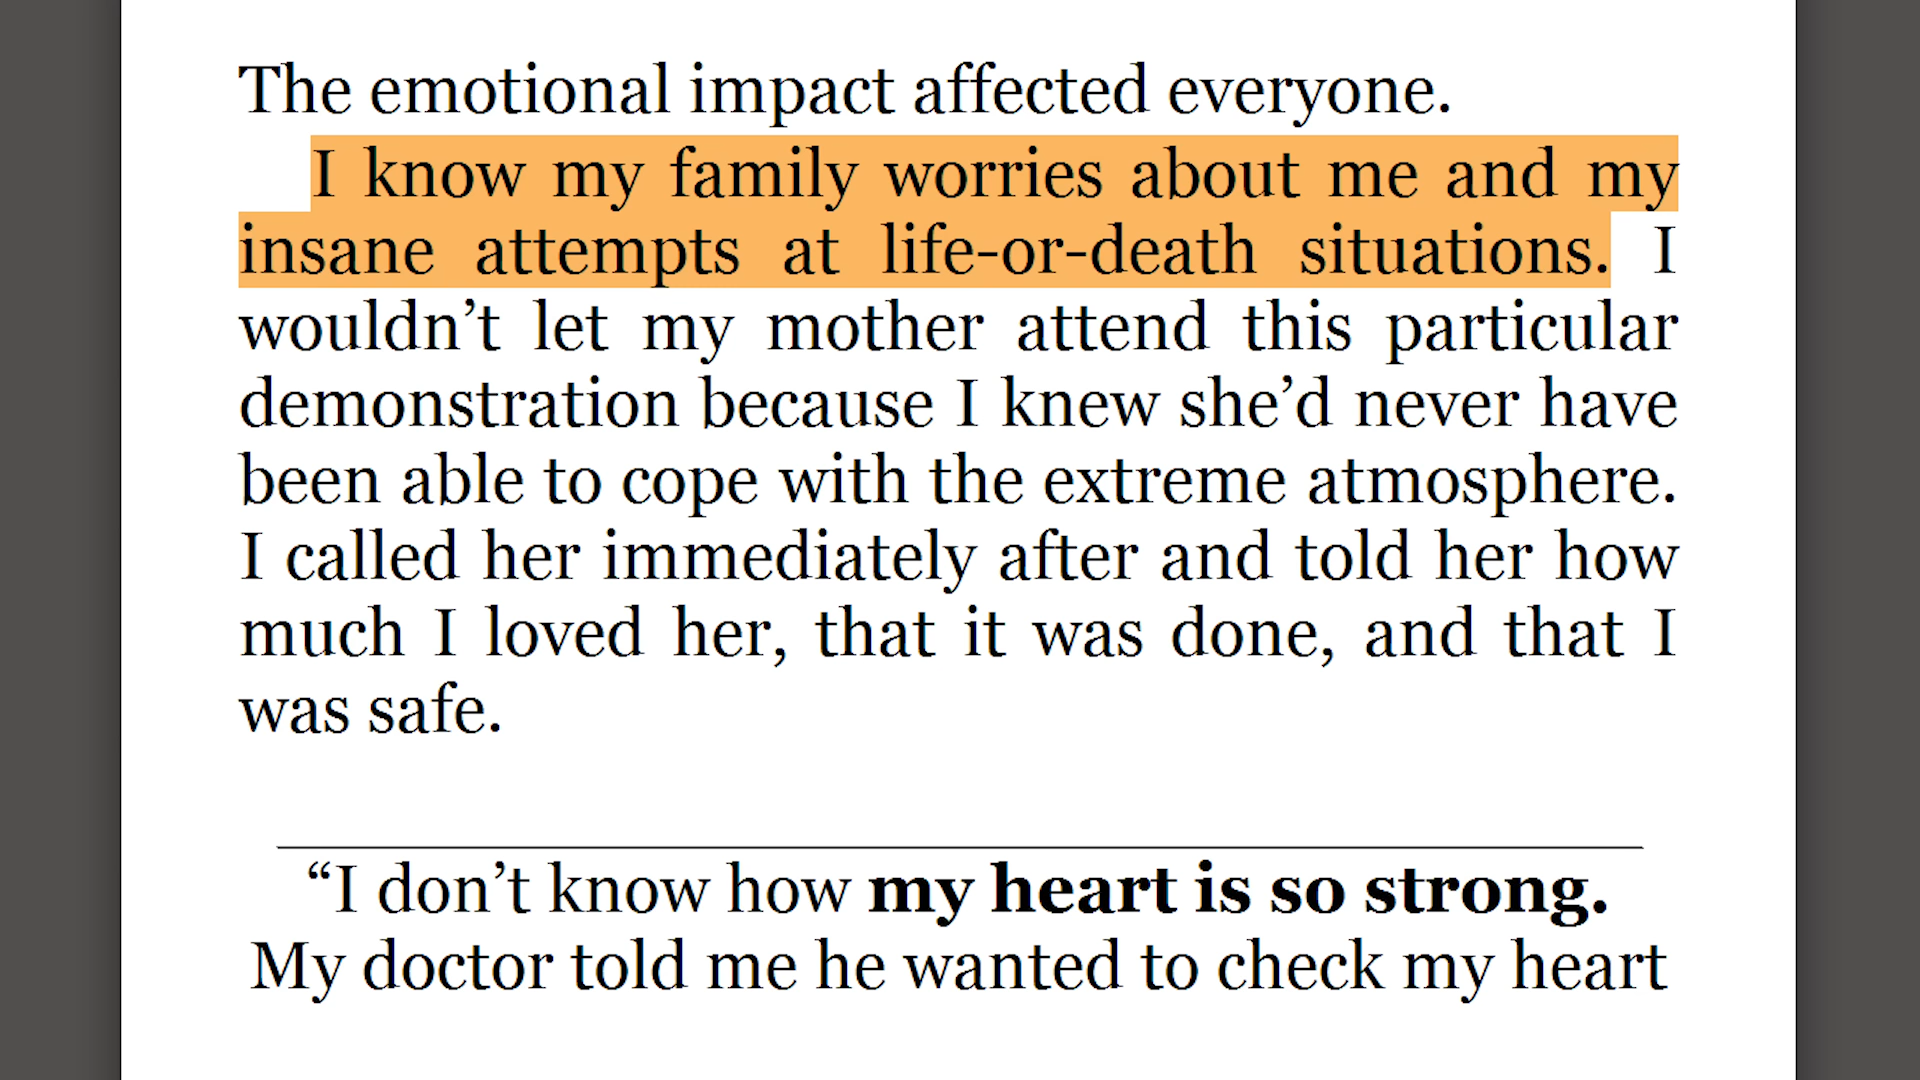 The emotional impact affected everyone.
I know my family worries about me and my
insane attempts at life-or-death situations. I
wouldn’t let my mother attend this particular
demonstration because I knew she’d never have
been able to cope with the extreme atmosphere.
I called her immediately after and told her how
much I loved her, that it was done, and that I
was safe.
“I don’t know how my heart is so strong.
My doctor told me he wanted to check my heart